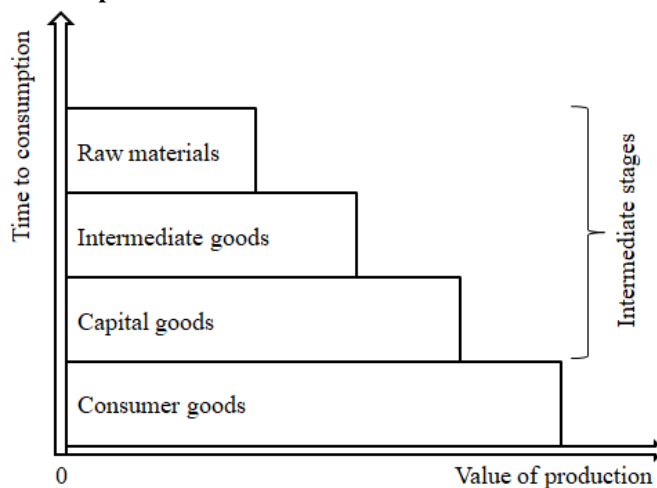 Time to consumption
Raw materials
Intermediate goods
Capital goods
Consumer goods
Intermediate stages
0
Value of production